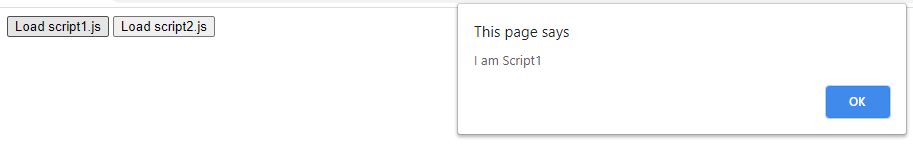 Load script1.js Load script2.js
This page says
I am Script1
OK